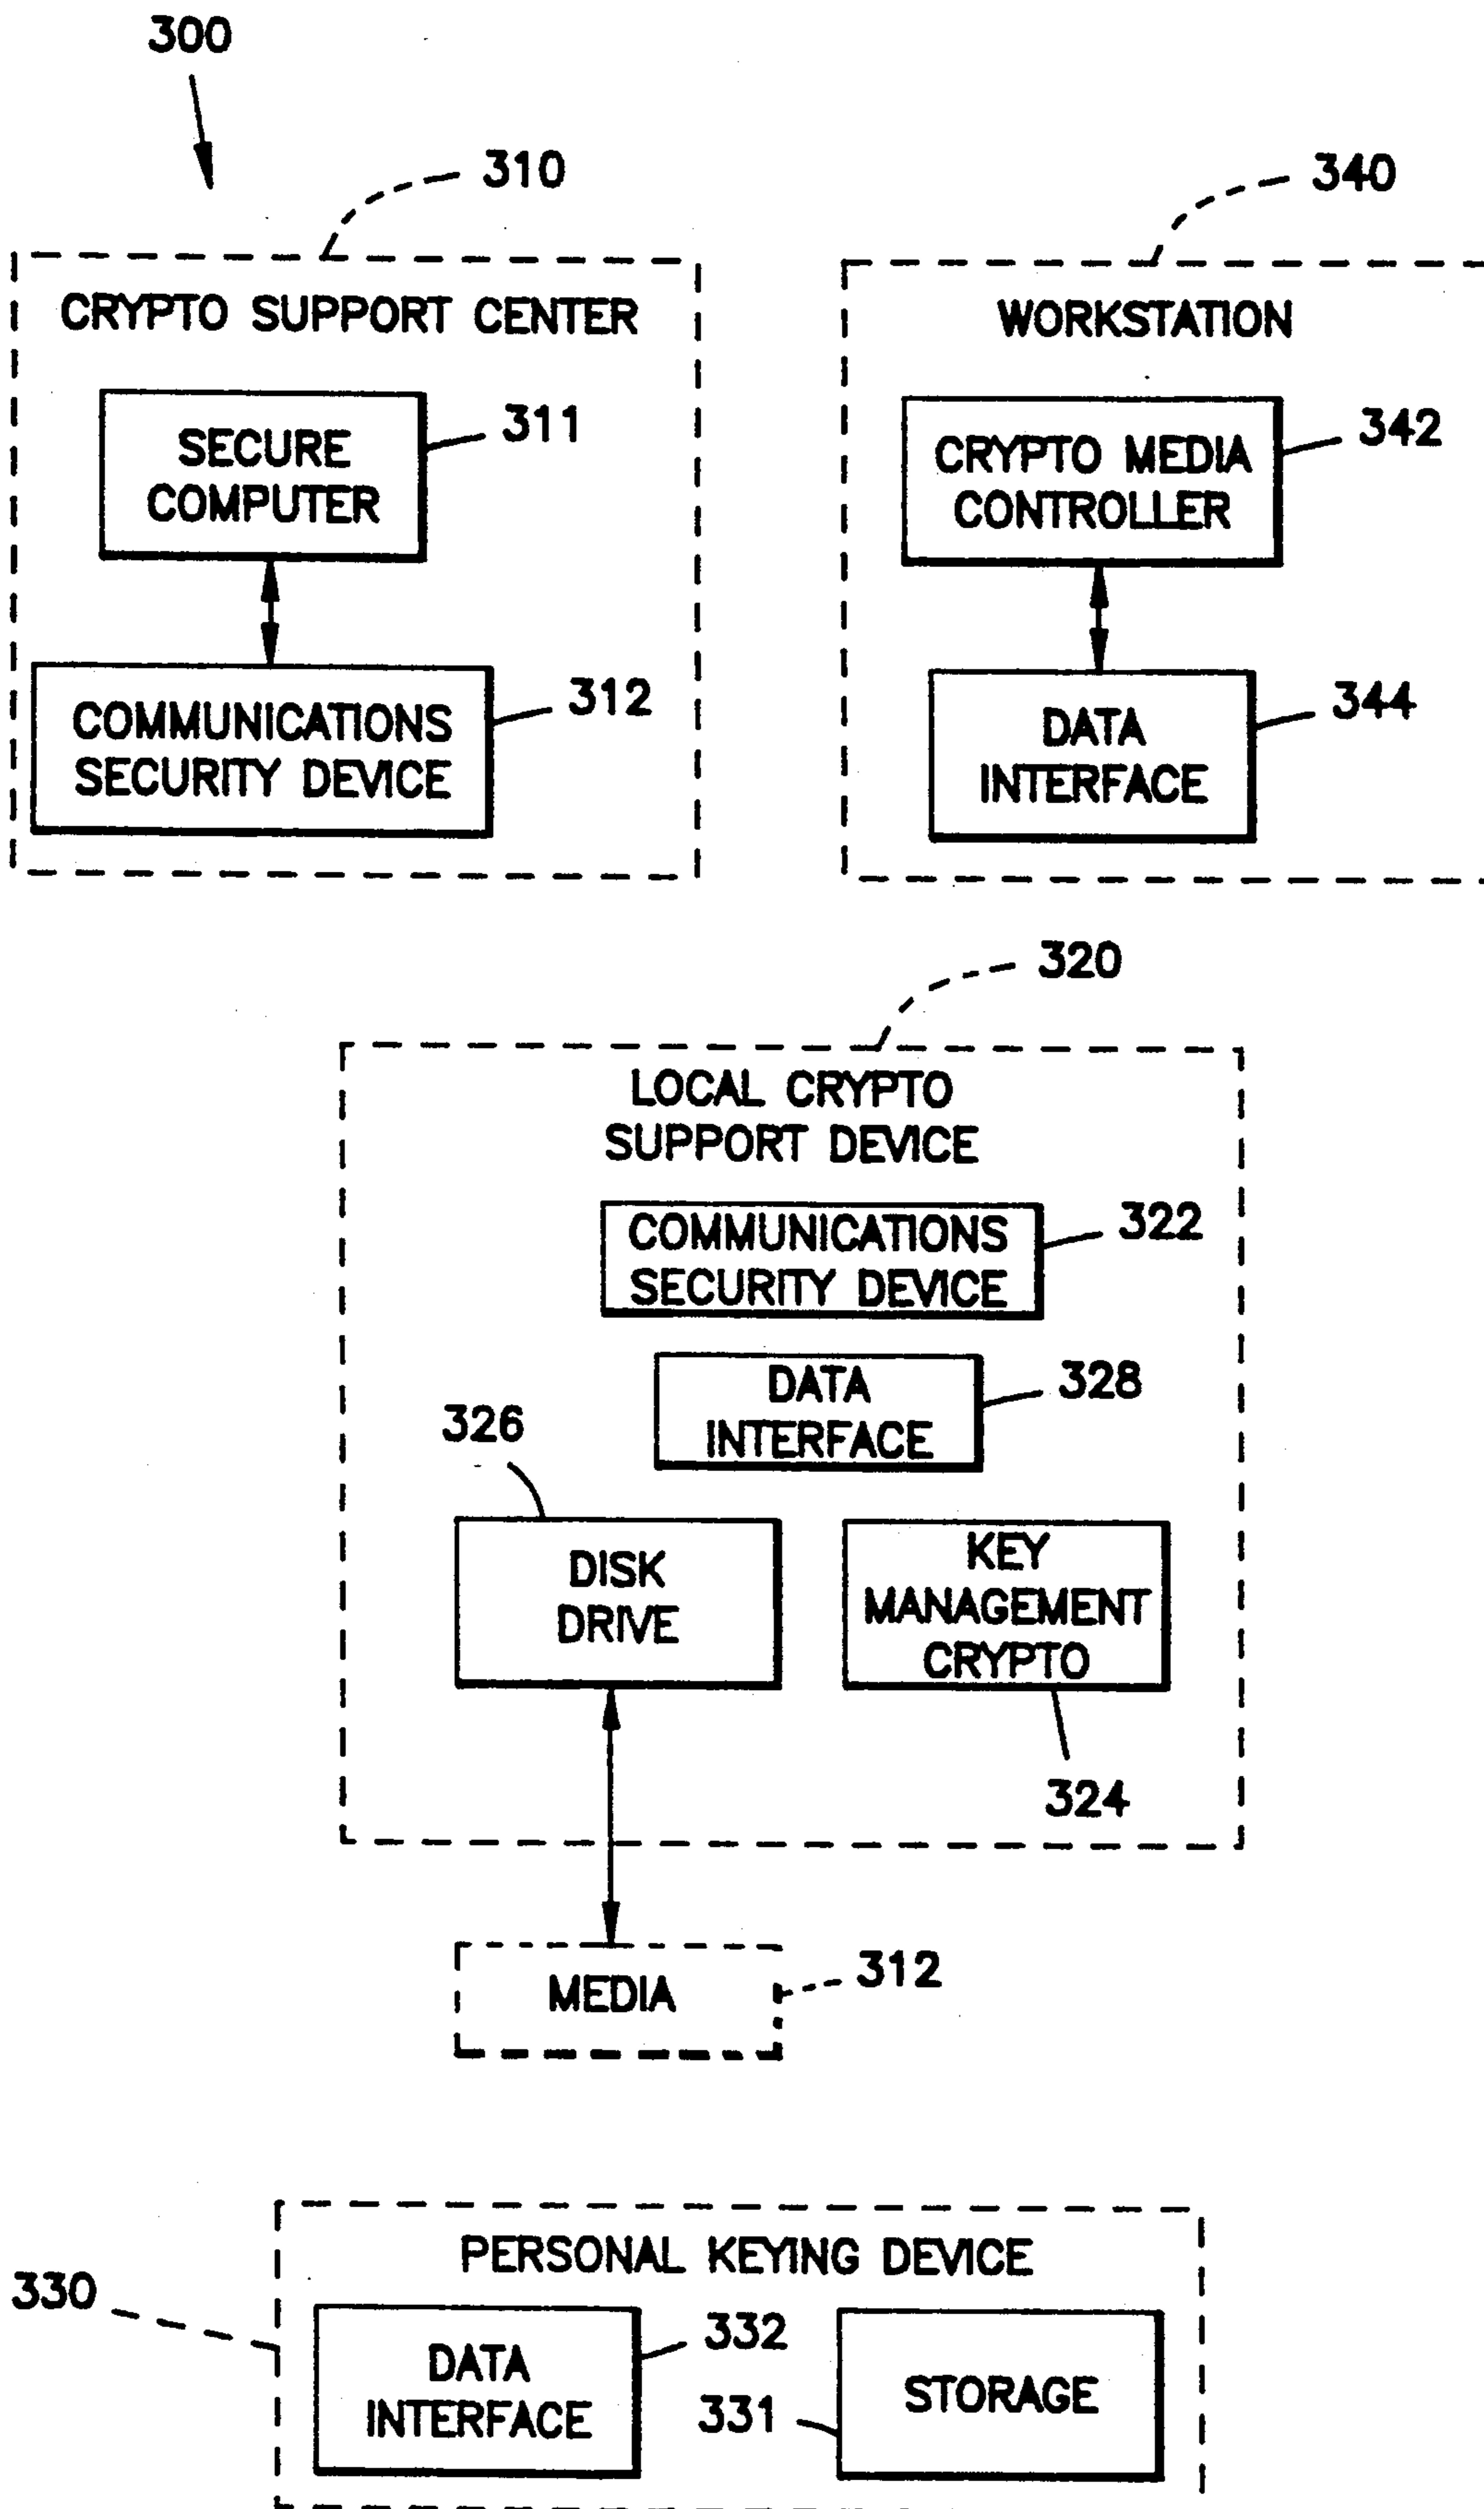 300
310
340
CRYPTO SUPPORT CENTER
WORKSTATION
SECURE
COMPUTER
311
CRYPTO MEDIA
CONTROLLER
342
COMMUNICATIONS
SECURITY DEVICE
312
DATA
INTERFACE
344
320
LOCAL CRYPTO
SUPPORT DEVICE
COMMUNICATIONS
SECURITY DEVICE
322
DATA
INTERFACE
328
326
DISK
DRIVE
KEY
MANAGEMENT
CRYPTO
324
MEDIA
312
PERSONAL KEYING DEVICE
330
DATA
INTERFACE
332
331
STORAGE